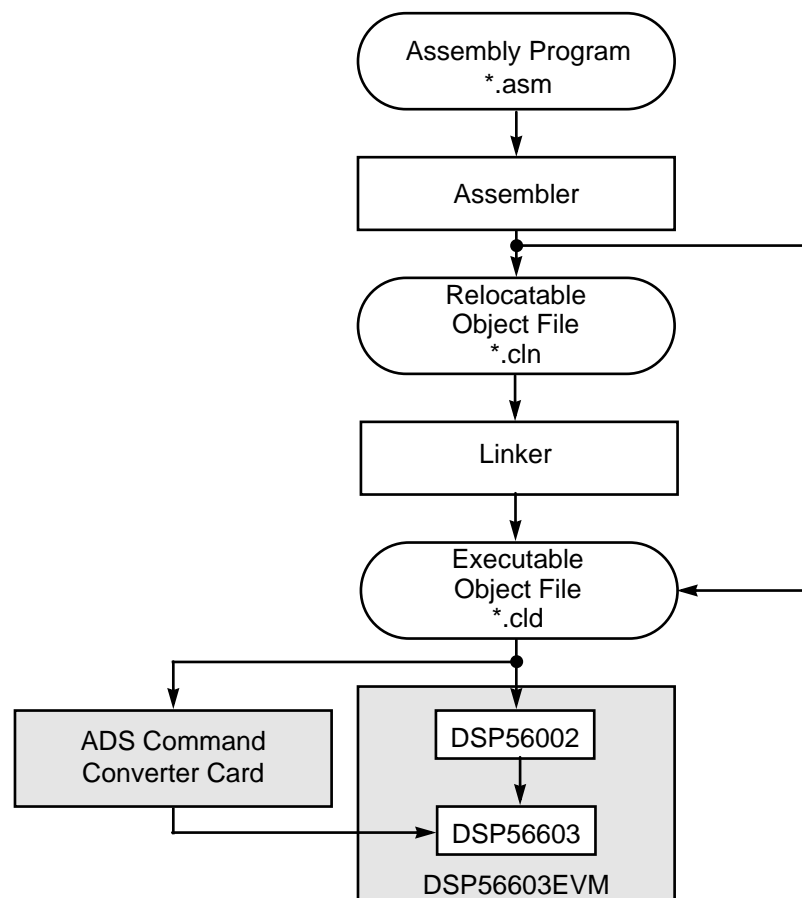 Assembly Program
*.asm
Assembler
Relocatable
Object File
*.cln
Linker
Executable
Object File
*.cld
ADS Command
Converter Card
DSP56002
DSP56603
DSP56603EVM